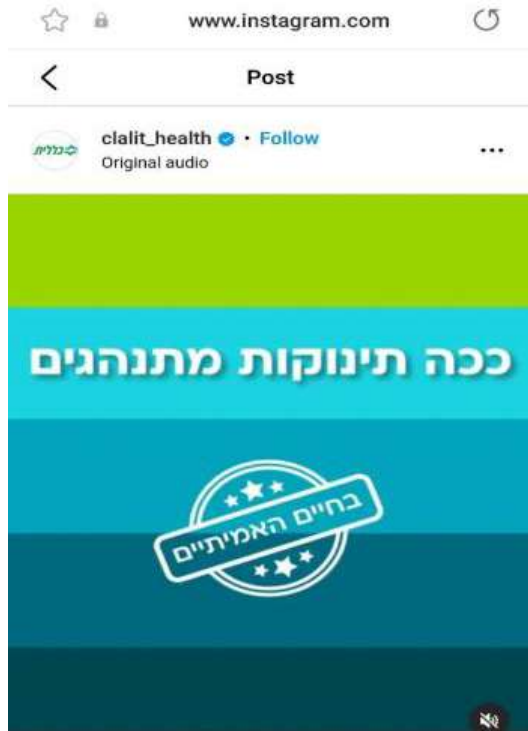 www.instagram.com
Post
כללית
clalit_health • Follow
Original audio
ככה תינוקות מתנהגים
בחיים האמיתיים